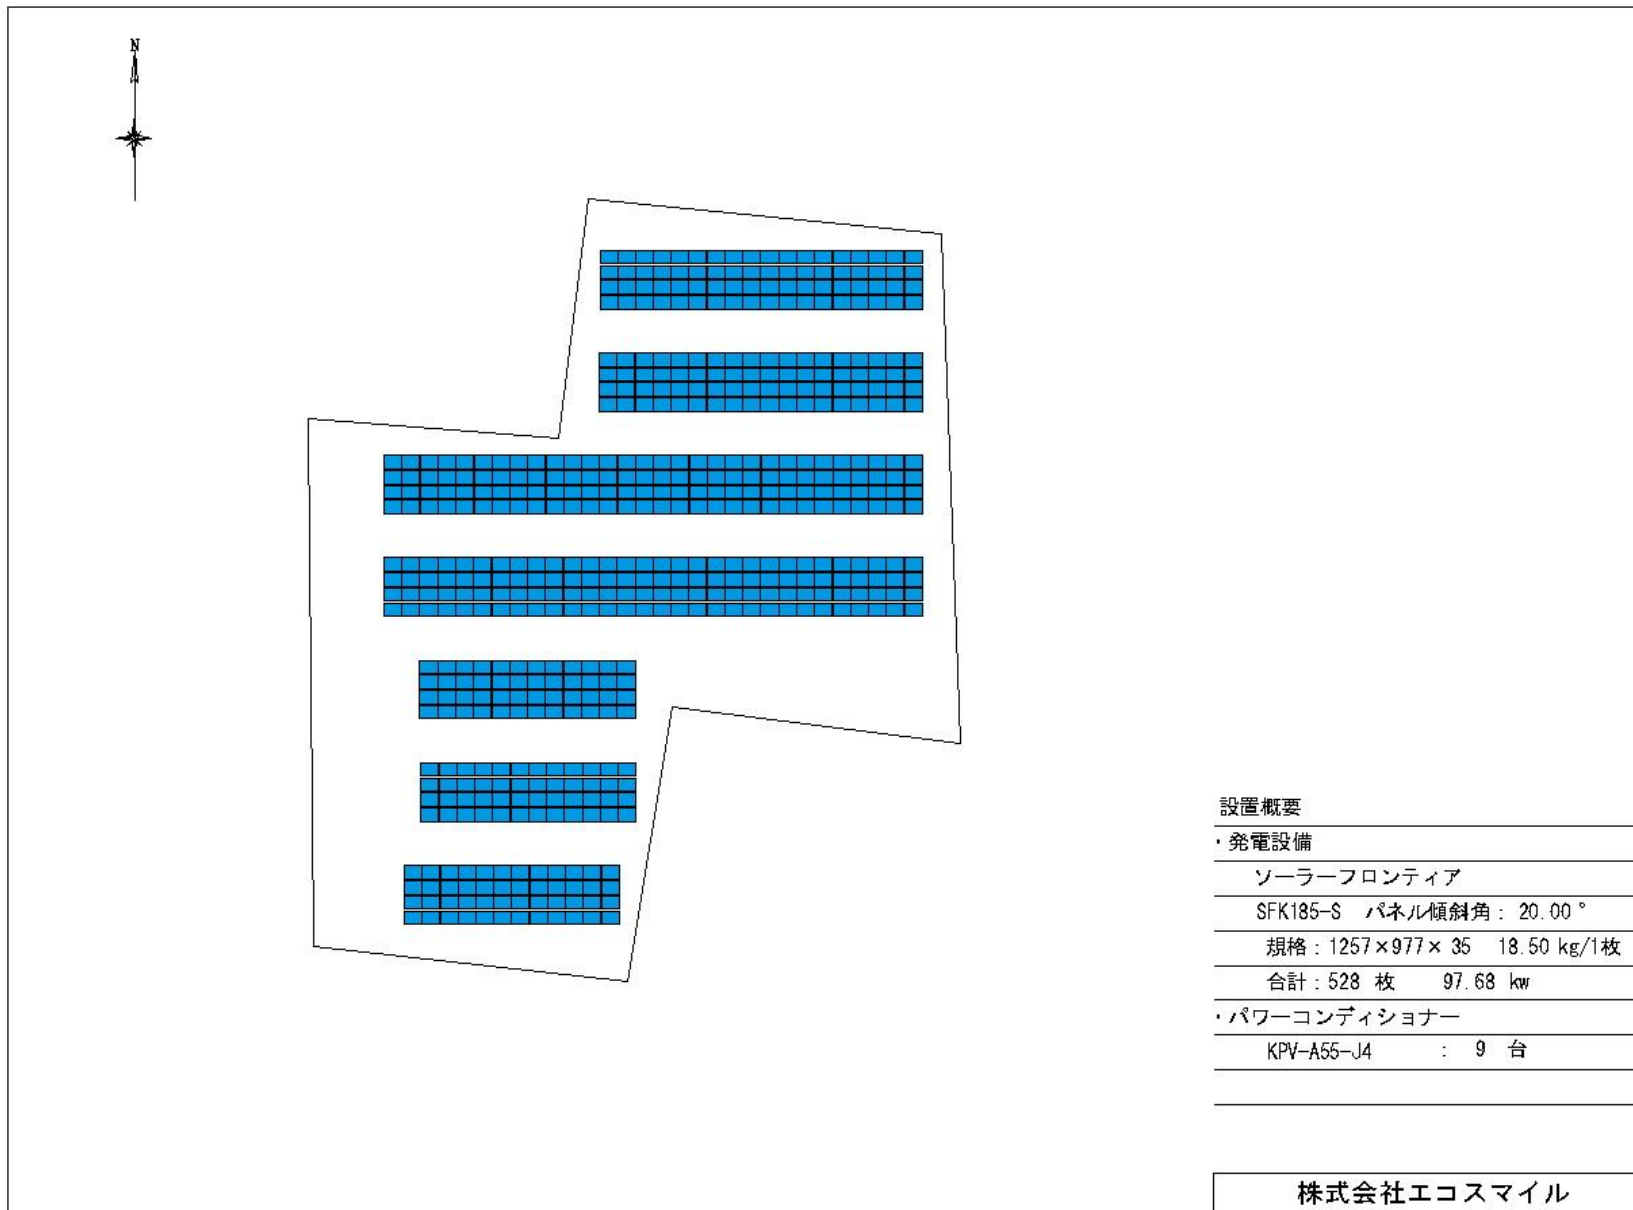 N
設置概要
・発電設備
ソーラーフロンティア
SFK185-S パネル傾斜角：20.00°
規格：1257×977×35 18.50 kg/1枚
合計：528 枚 97.68 kw
・パワーコンディショナー
KPV-A55-J4 ： 9 台
株式会社エコスマイル